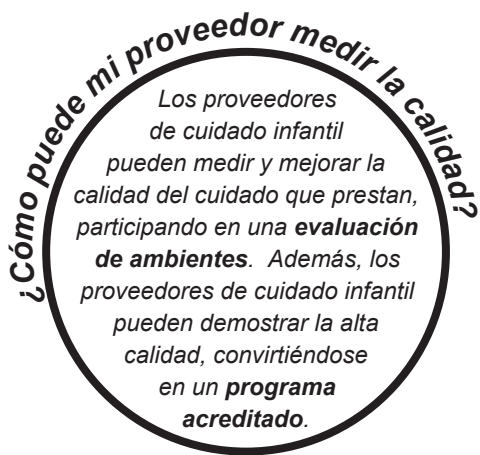 ¿Cómo puede mi proveedor medir la calidad?
Los proveedores
de cuidado infantil
pueden medir y mejorar la
calidad del cuidado que prestan,
participando en una evaluación
de ambientes.  Además, los
proveedores de cuidado infantil
pueden demostrar la alta
calidad, convirtiéndose
en un programa
acreditado.